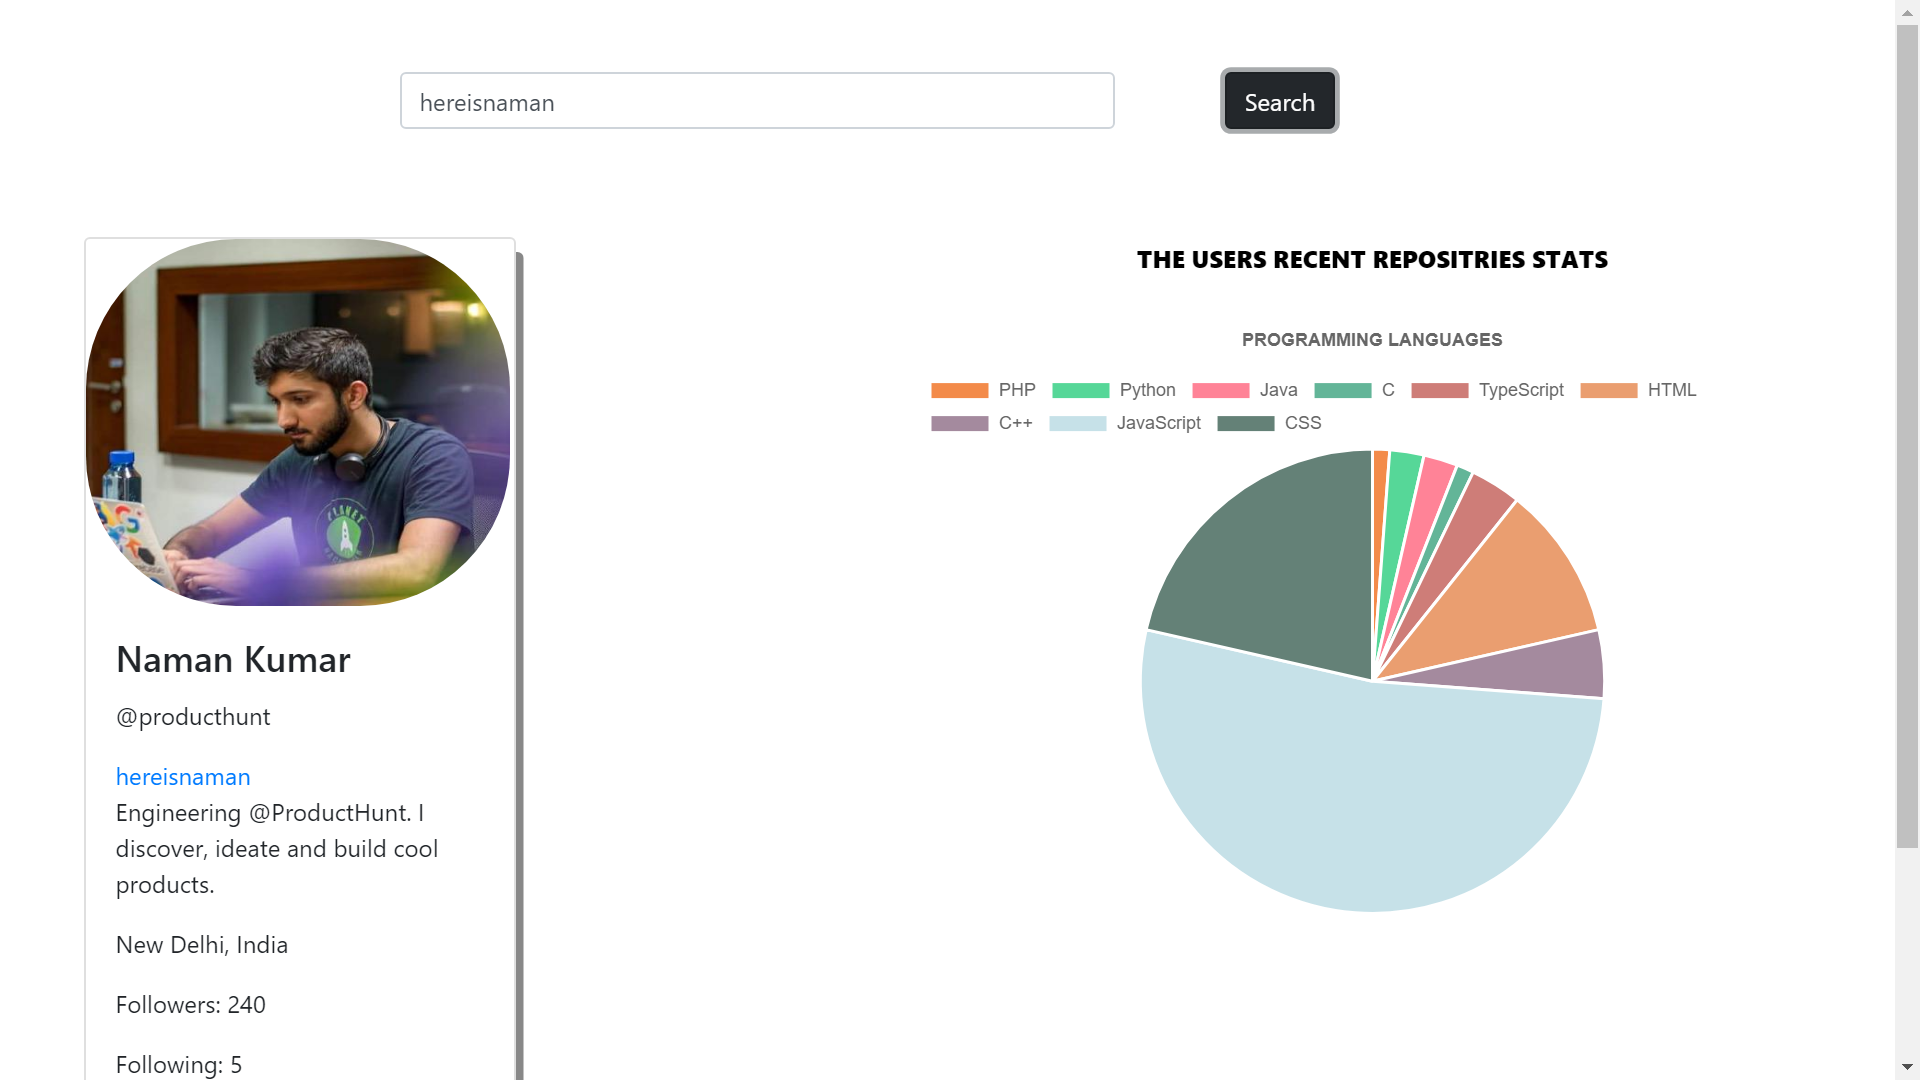 hereisnaman
Search
THE USERS RECENT REPOSITRIES STATS
PROGRAMMING LANGUAGES
PHP Python Java C TypeScript HTML
C++ JavaScript CSS
Naman Kumar
@producthunt
hereisnaman
Engineering @ProductHunt. I
discover, ideate and build cool
products.
New Delhi, India
Followers: 240
Following: 5